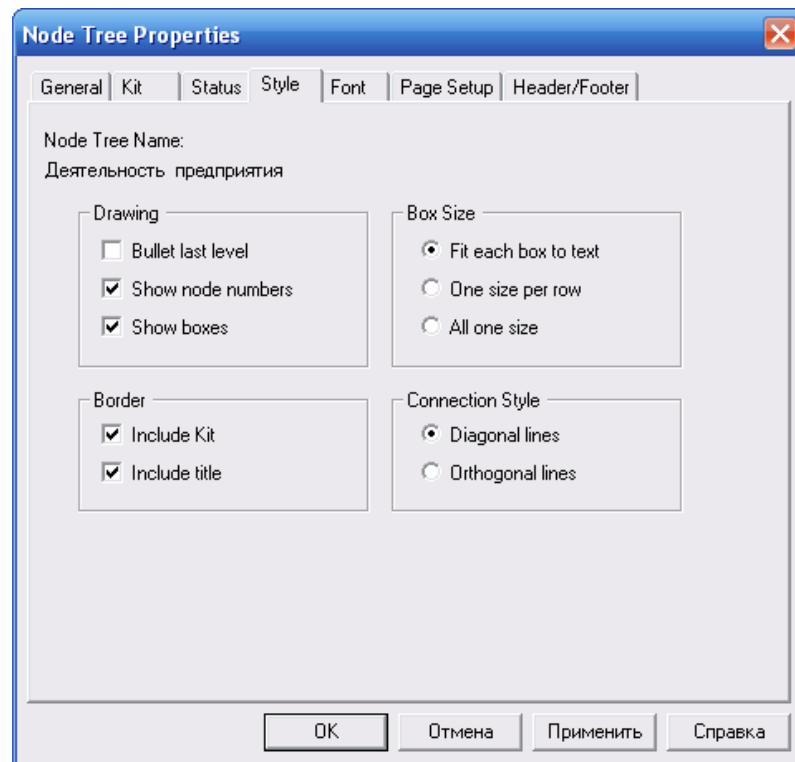 Node Tree Properties
General Kit Status Style Font Page Setup Header/Footer
Node Tree Name:
Деятельность предприятия
Drawing
Bullet last level
Show node numbers
Show boxes
Box Size
Fit each box to text
One size per row
All one size
Border
Include Kit
Include title
Connection Style
Diagonal lines
Orthogonal lines
OK Отмена Применить Справка